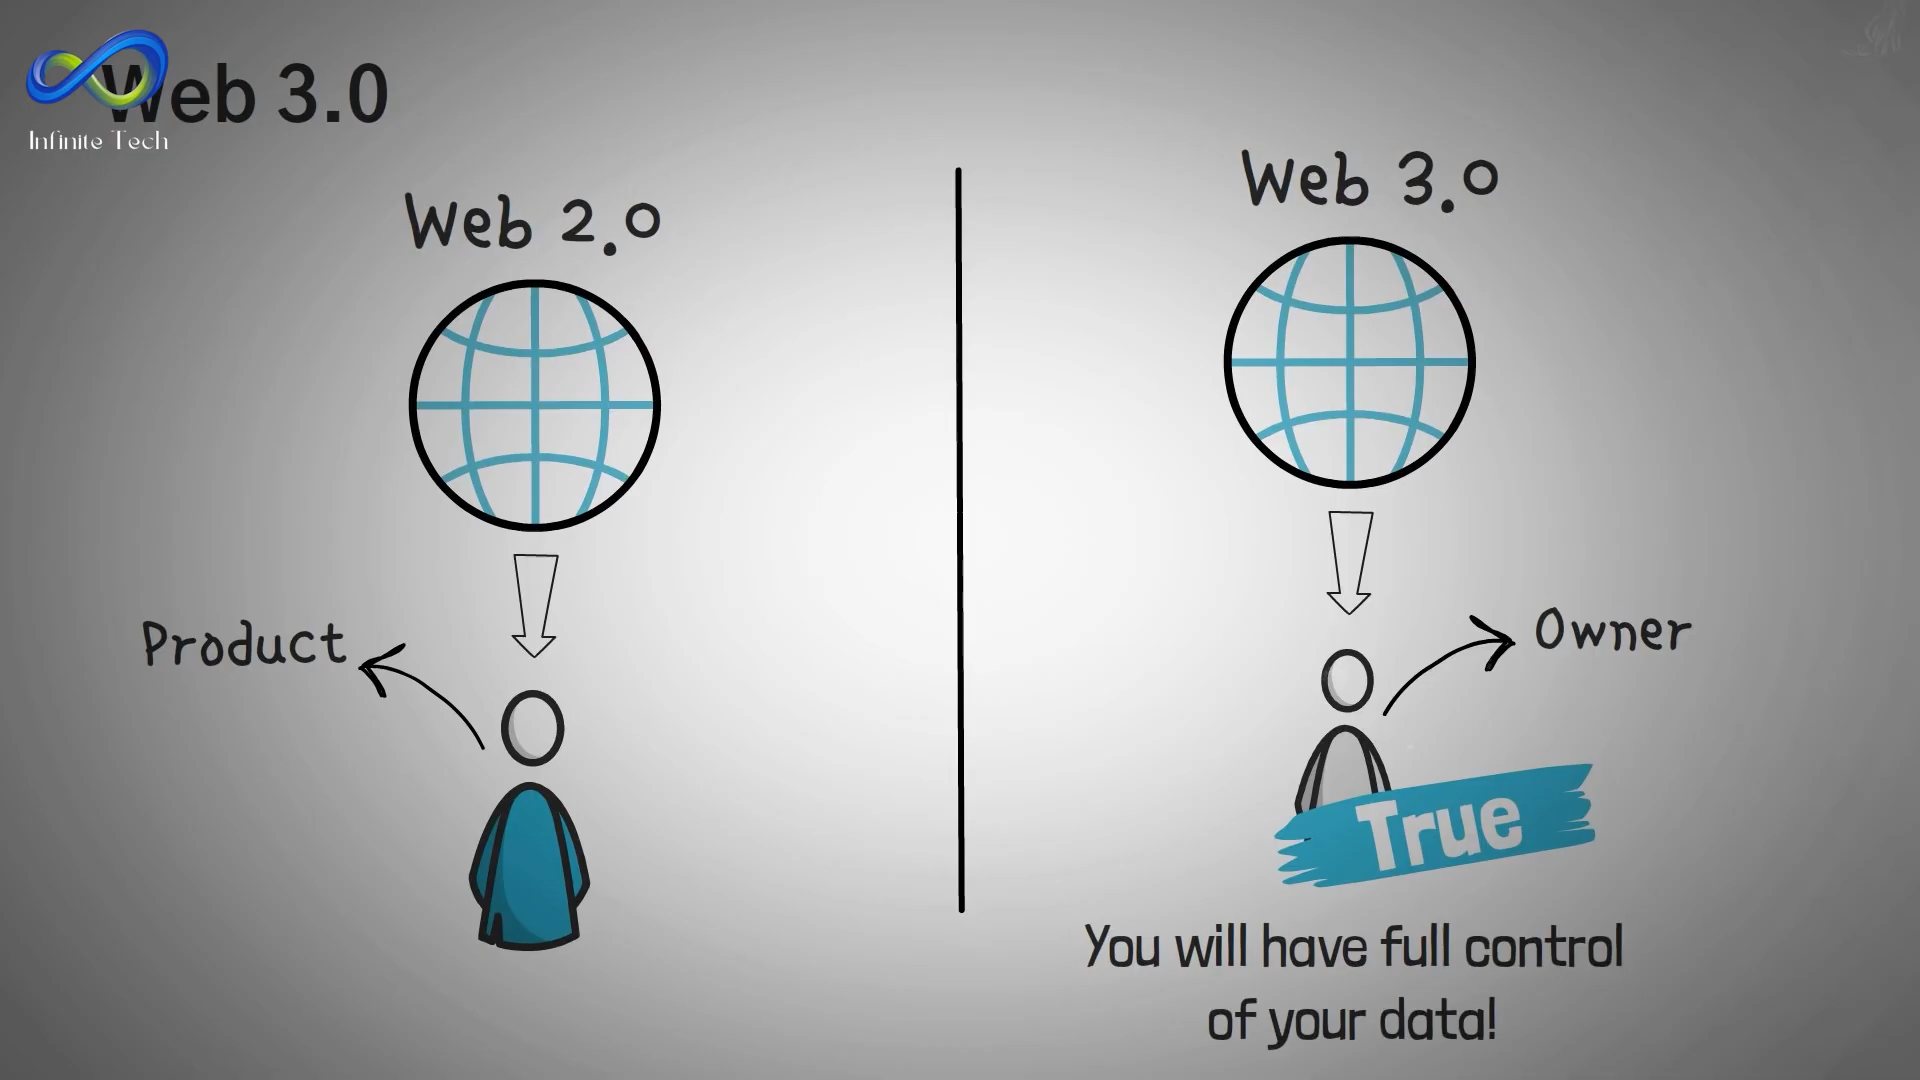 Web 3.0
Infinite Tech
Web 2.0
Product
Web 3.0
Owner
True
You will have full control
of your data!